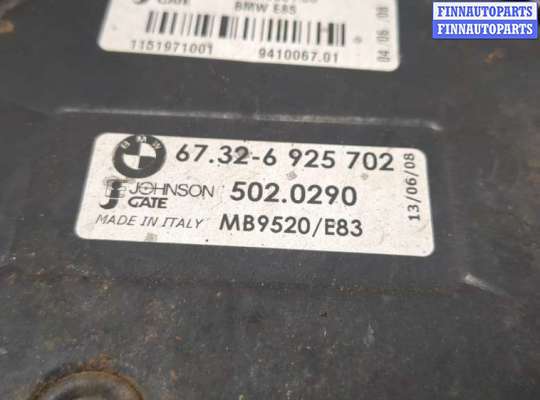 FINNAUTOPARTS
FINNAUTOPARTS
BMW E85
1151971001 9410067.01
04/06/08
BMW
67.32-6 925 702
JOHNSON GATE
502.0290
MADE IN ITALY MB9520/E83
13/06/08